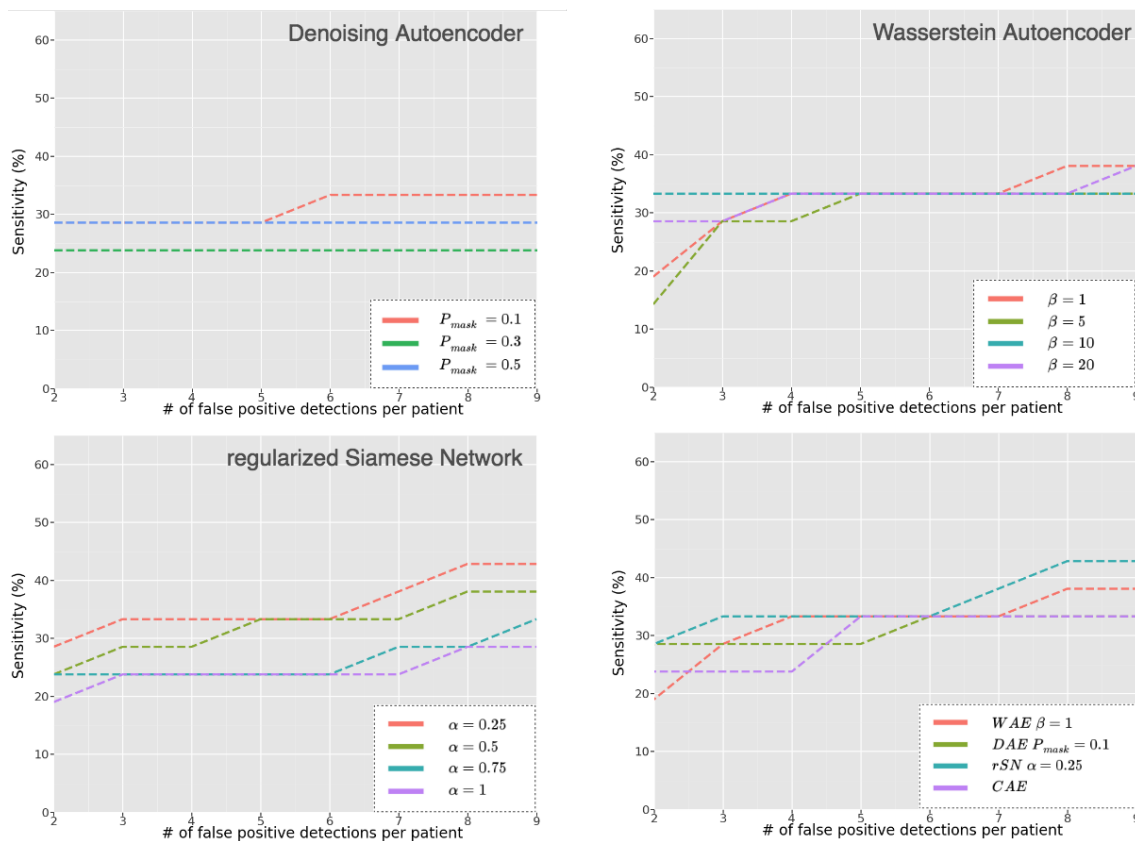 Denoising Autoencoder
Sensitivity (%)
60
50
40
30
20
10
0
P_mask = 0.1
P_mask = 0.3
P_mask = 0.5
2 3 4 5 6 7 8 9
# of false positive detections per patient
Wasserstein Autoencoder
Sensitivity (%)
60
50
40
30
20
10
0
β = 1
β = 5
β = 10
β = 20
2 3 4 5 6 7 8 9
# of false positive detections per patient
regularized Siamese Network
Sensitivity (%)
60
50
40
30
20
10
0
α = 0.25
α = 0.5
α = 0.75
α = 1
2 3 4 5 6 7 8 9
# of false positive detections per patient
Sensitivity (%)
60
50
40
30
20
10
0
WAE β = 1
DAE P_mask = 0.1
rSN α = 0.25
CAE
2 3 4 5 6 7 8 9
# of false positive detections per patient